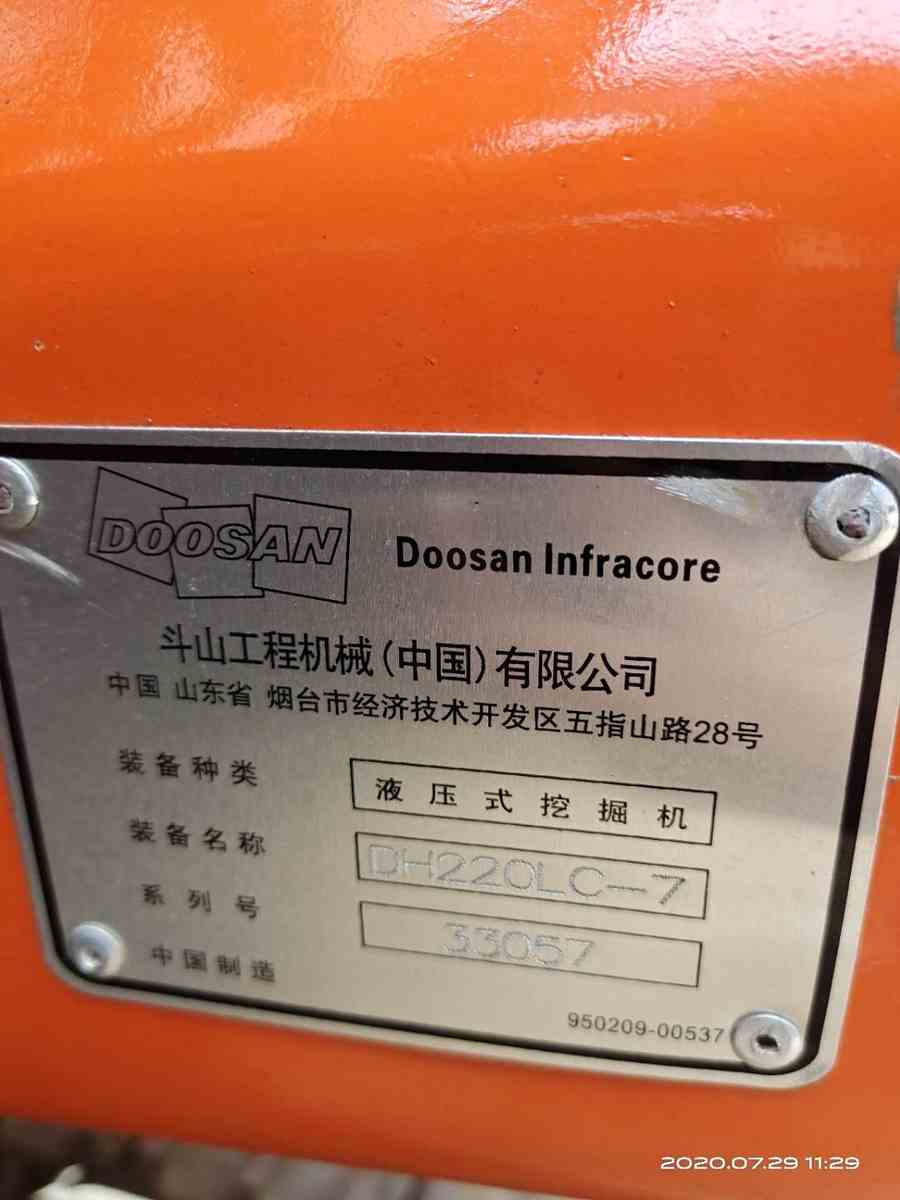 DOOSAN
Doosan Infracore
斗山工程机械(中国)有限公司
中国 山东省 烟台市经济技术开发区五指山路28号
装备种类 液压式挖掘机
装备名称 DH220LC-7
系列号 33057
中国制造
950209-00537
2020.07.29 11:29